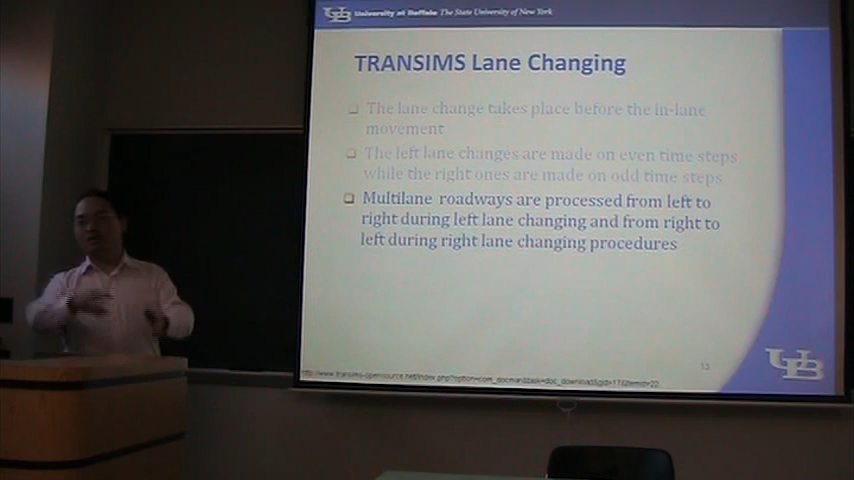 UB University at Buffalo The State University of New York
TRANSIMS Lane Changing
The lane change takes place before the in-lane
movement
The left lane changes are made on even time steps
while the right ones are made on odd time steps
Multilane roadways are processed from left to
right during left lane changing and from right to
left during right lane changing procedures
13
UB